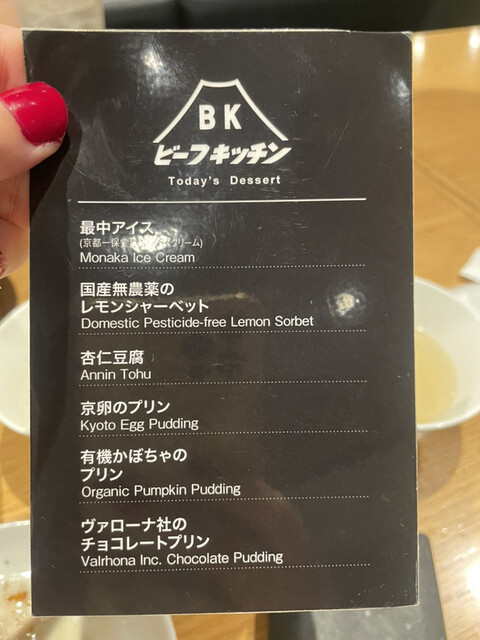 BK
ビーフキッチン
Today's Dessert
最中アイス
(京都一保堂 クリーム)
Monaka Ice Cream
国産無農薬の
レモンシャーベット
Domestic Pesticide-free Lemon Sorbet
杏仁豆腐
Annin Tohu
京卵のプリン
Kyoto Egg Pudding
有機かぼちゃの
プリン
Organic Pumpkin Pudding
ヴァローナ社の
チョコレートプリン
Valrhona Inc. Chocolate Pudding